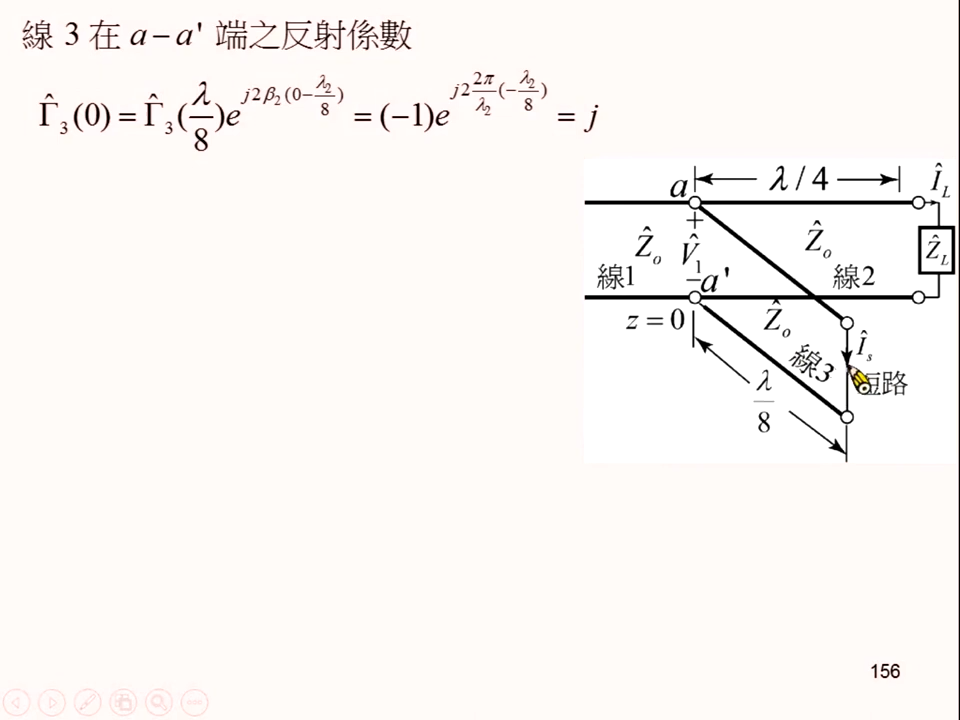 線 3 在 a – a' 端之反射係數
Γ̂₃(0) = Γ̂₃(λ/8)e^{j2β₂(0−λ₂/8)} = (−1)e^{j2(2π/λ₂)(−λ₂/8)} = j
a λ / 4 Î_L
+
Ẑ_o V̂₁ Ẑ_o Ẑ_L
線1 – a' 線2
z = 0 Ẑ_o
Î_s
線3
短路
λ/8
156